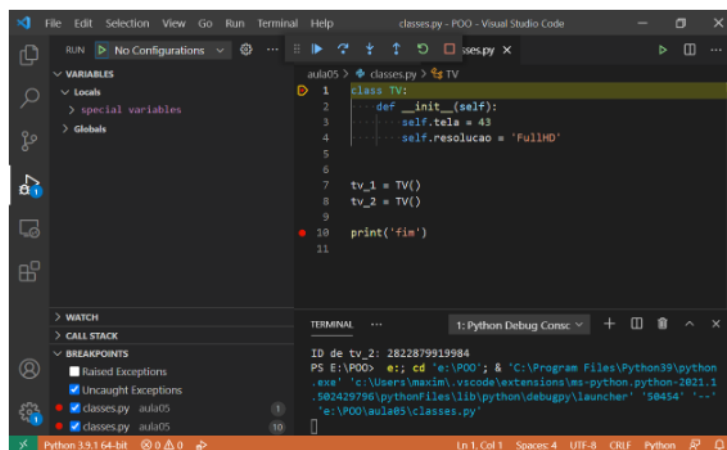 File Edit Selection View Go Run Terminal Help classes.py - POO - Visual Studio Code
RUN No Configurations
sses.py
VARIABLES
Locals
special variables
Globals
aula05 > classes.py > TV
1 class TV:
2 def __init__(self):
3 self.tela = 43
4 self.resolucao = 'FullHD'
5
6
7 tv_1 = TV()
8 tv_2 = TV()
9
10 print('fim')
11
WATCH
CALL STACK
BREAKPOINTS
Raised Exceptions
Uncaught Exceptions
classes.py aula05 1
classes.py aula05 10
TERMINAL ... 1: Python Debug Consc
ID de tv_2: 2822879919984
PS E:\POO> e:; cd 'e:\POO'; & 'C:\Program Files\Python39\python
.exe' 'c:\Users\maxim\.vscode\extensions\ms-python.python-2021.1
.502429796\pythonFiles\lib\python\debugpy\launcher' '50454' '--'
'e:\POO\aula05\classes.py'
1
1
Python 3.9.1 64-bit 0 0 Ln 1, Col 1 Spaces: 4 UTF-8 CRLF Python